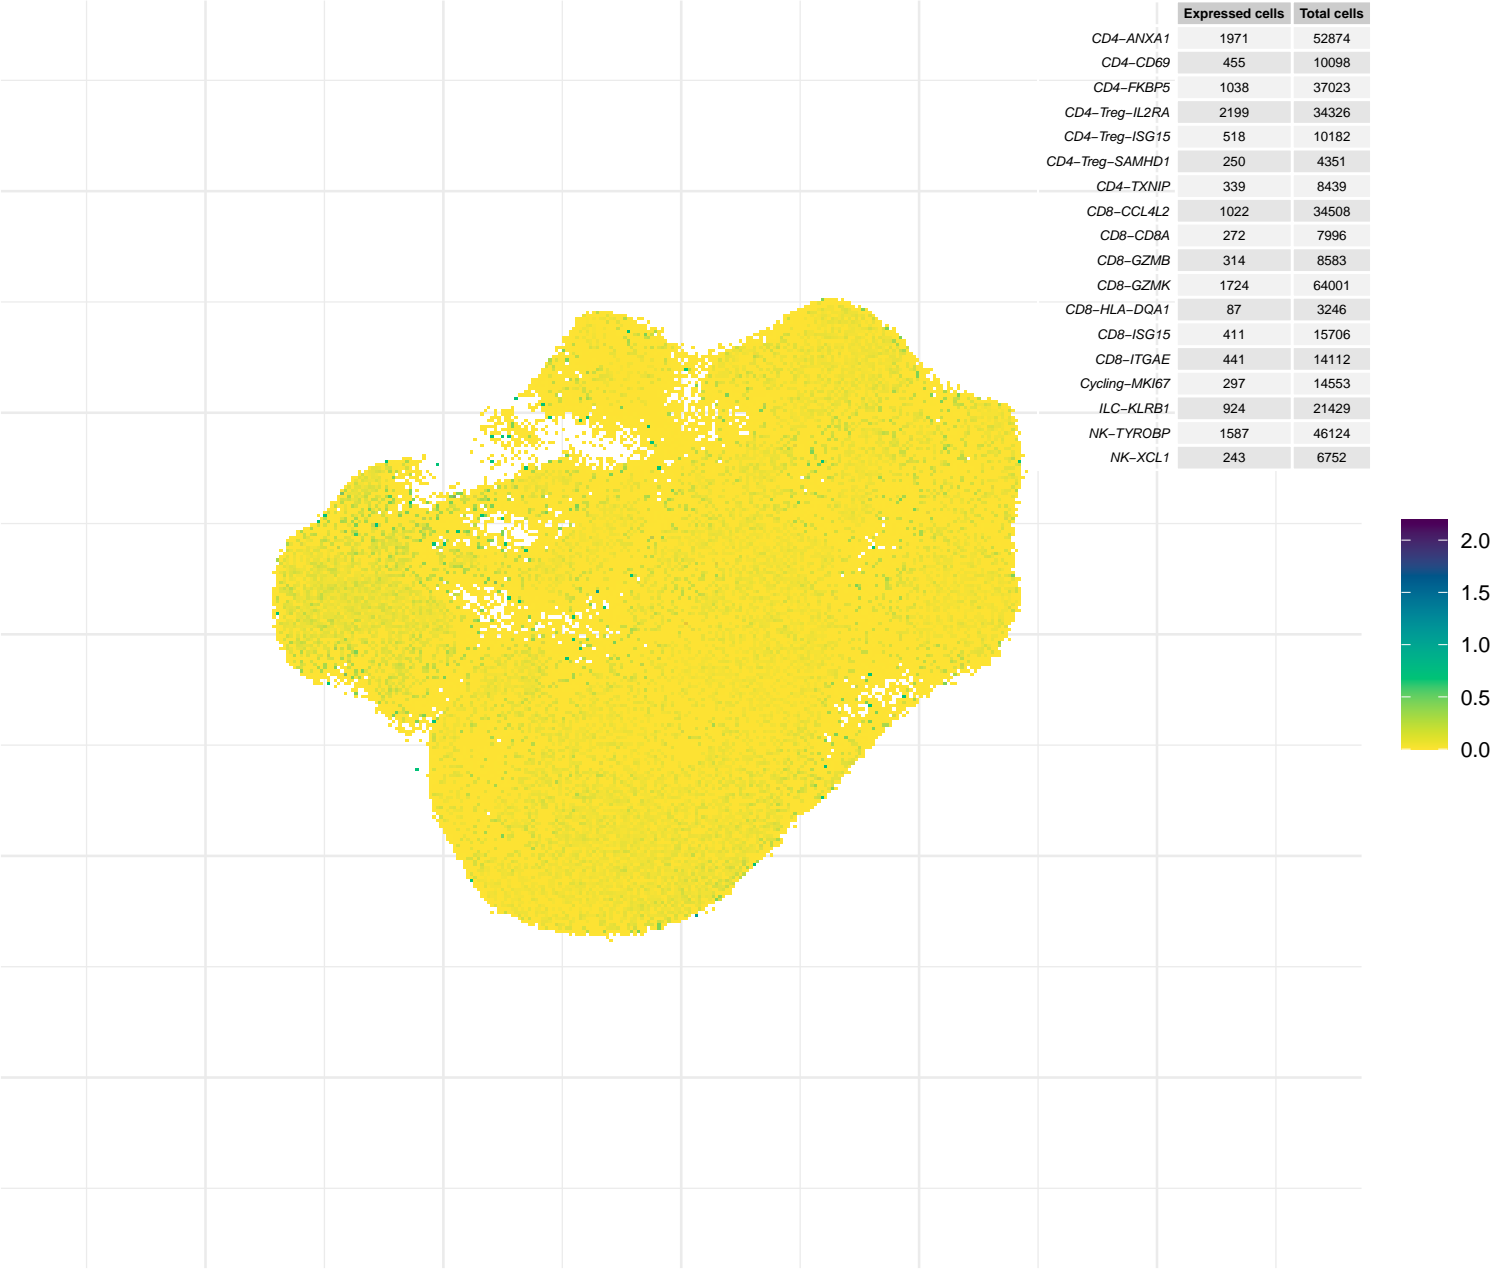 Expressed cells Total cells
CD4−ANXA1 1971 52874
CD4−CD69 455 10098
CD4−FKBP5 1038 37023
CD4−Treg−IL2RA 2199 34326
CD4−Treg−ISG15 518 10182
CD4−Treg−SAMHD1 250 4351
CD4−TXNIP 339 8439
CD8−CCL4L2 1022 34508
CD8−CD8A 272 7996
CD8−GZMB 314 8583
CD8−GZMK 1724 64001
CD8−HLA−DQA1 87 3246
CD8−ISG15 411 15706
CD8−ITGAE 441 14112
Cycling−MKI67 297 14553
ILC−KLRB1 924 21429
NK−TYROBP 1587 46124
NK−XCL1 243 6752
2.0
1.5
1.0
0.5
0.0